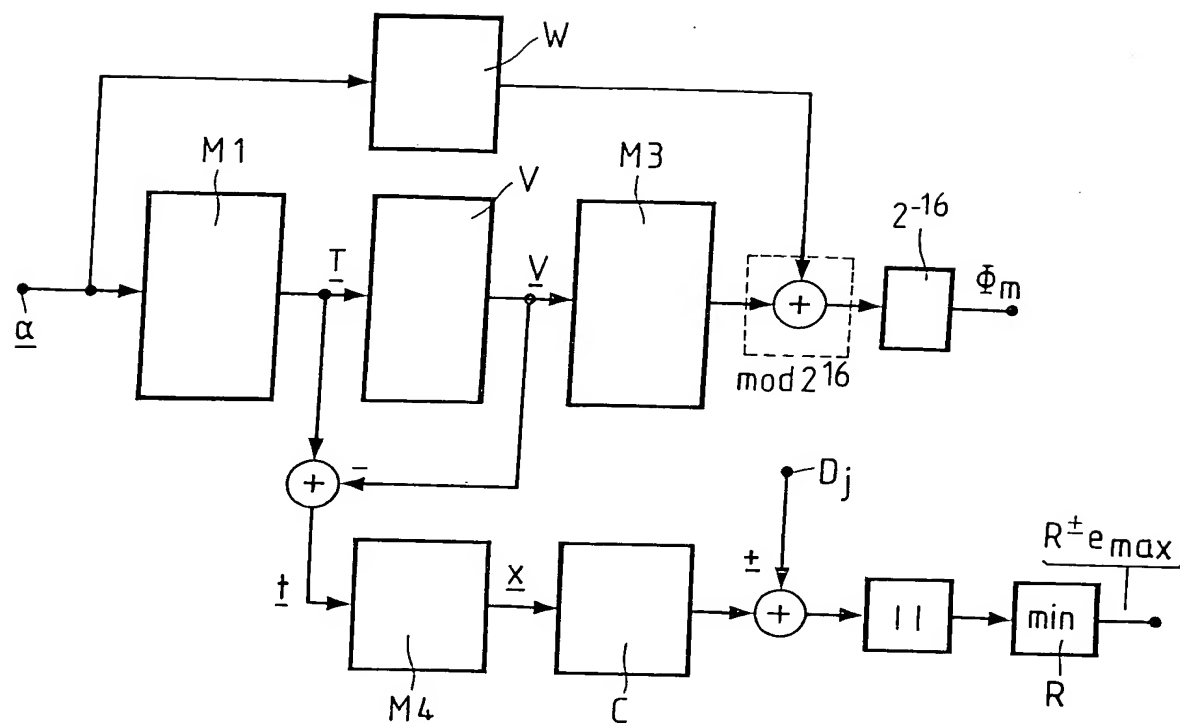 W
M1
V
M3
2⁻¹⁶
α
T
V
+
Φm
mod 2¹⁶
+
−
Dj
t
x
±
+
| |
min
R±emax
M4
C
R